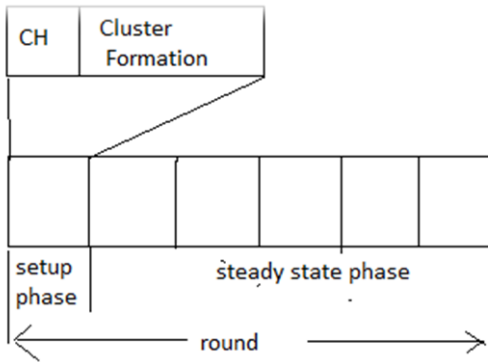 CH
Cluster
Formation
setup
phase
steady state phase
round